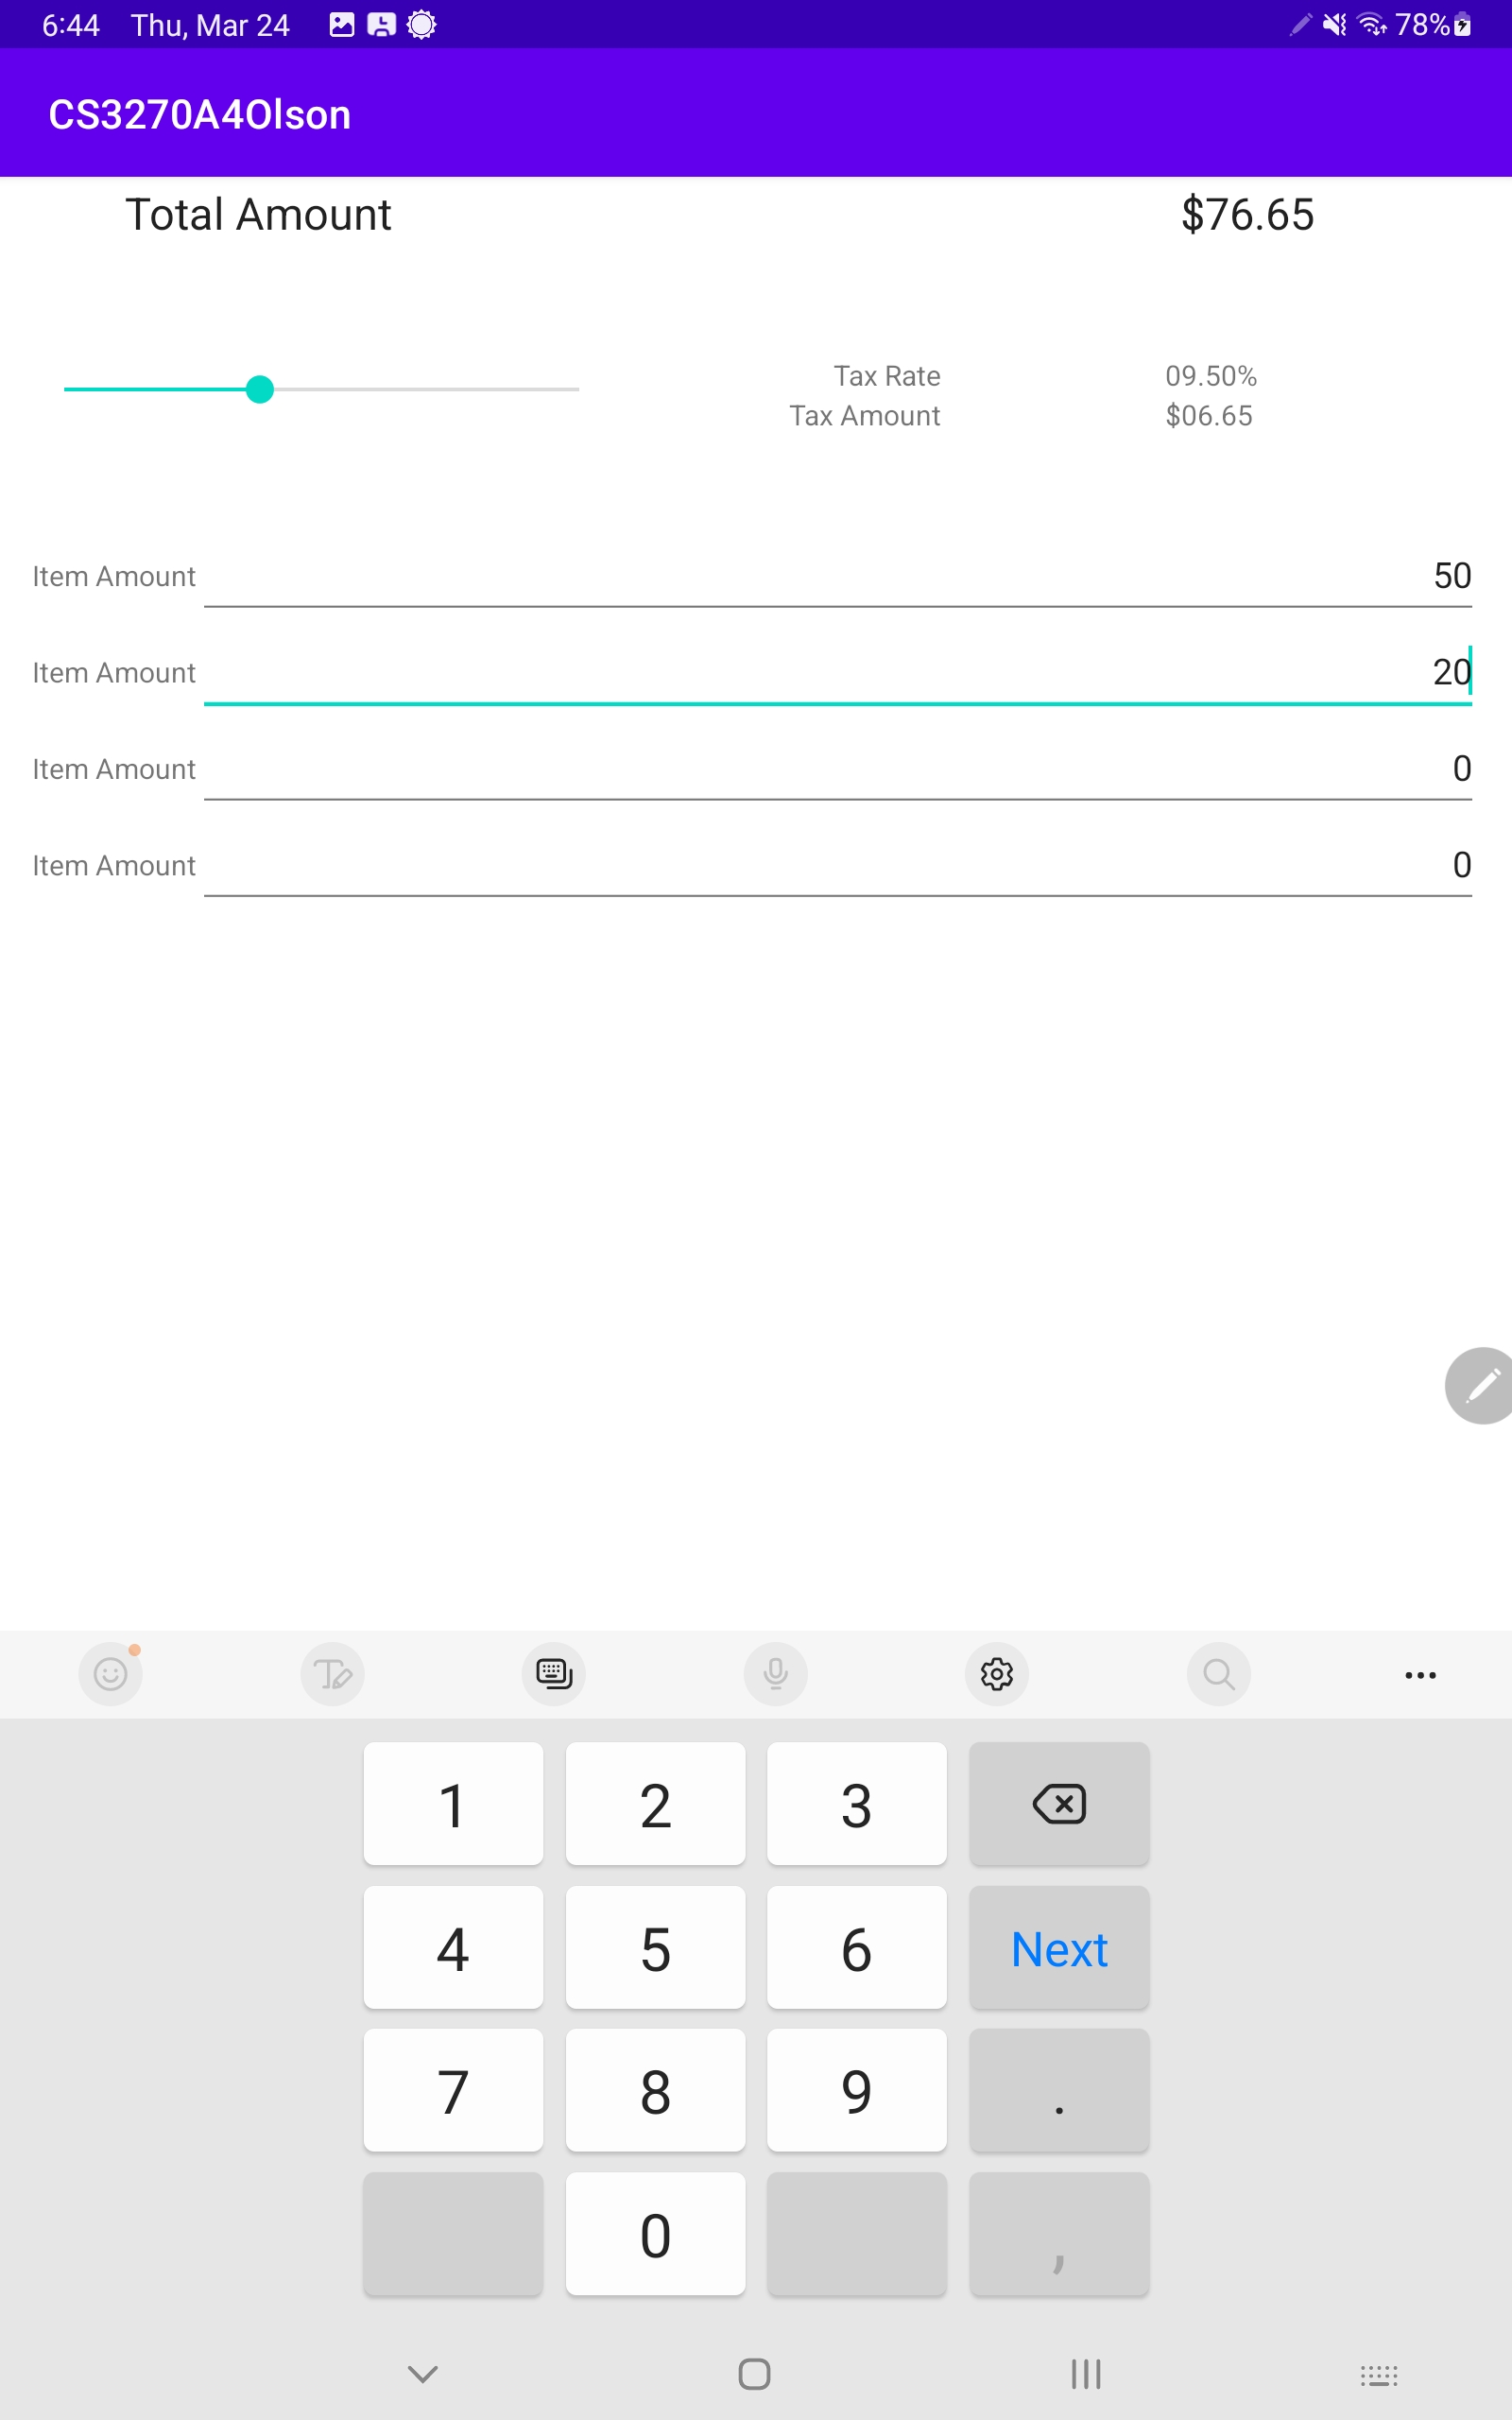 6:44 Thu, Mar 24 78%
CS3270A4Olson
Total Amount $76.65
Tax Rate 09.50%
Tax Amount $06.65
Item Amount 50
Item Amount 20
Item Amount 0
Item Amount 0
1 2 3
4 5 6 Next
7 8 9 .
0 ,